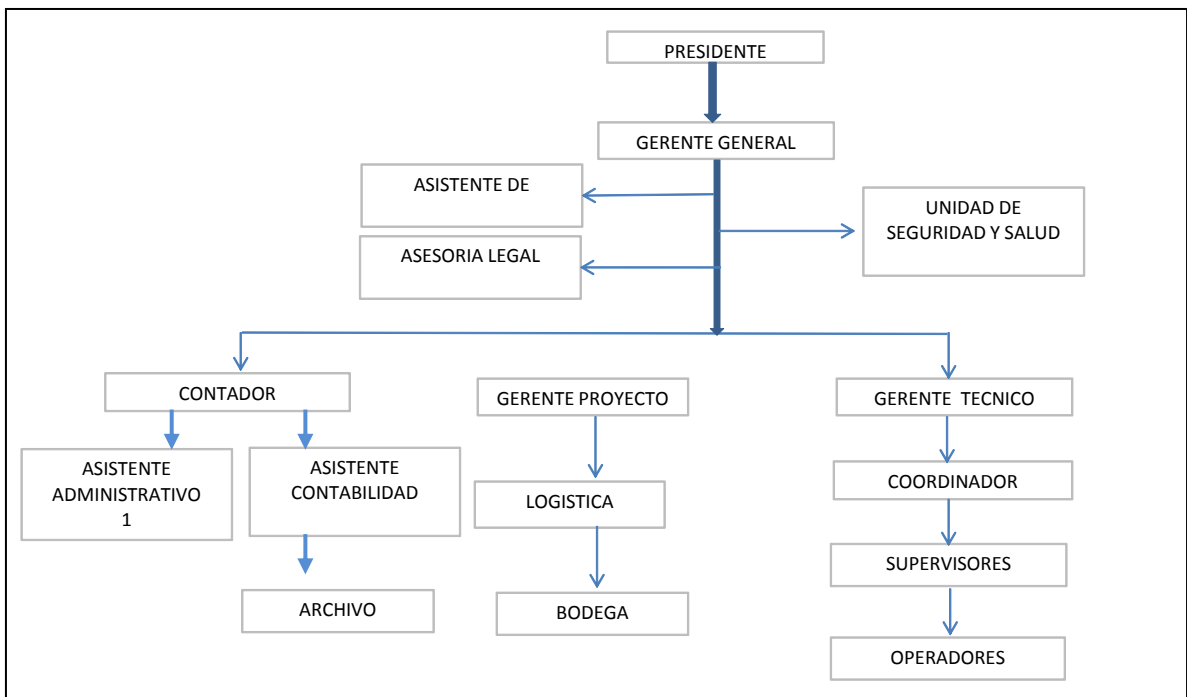 PRESIDENTE
GERENTE GENERAL
ASISTENTE DE
UNIDAD DE
SEGURIDAD Y SALUD
ASESORIA LEGAL
CONTADOR
GERENTE PROYECTO
GERENTE TECNICO
ASISTENTE
ADMINISTRATIVO
1
ASISTENTE
CONTABILIDAD
LOGISTICA
COORDINADOR
SUPERVISORES
ARCHIVO
BODEGA
OPERADORES